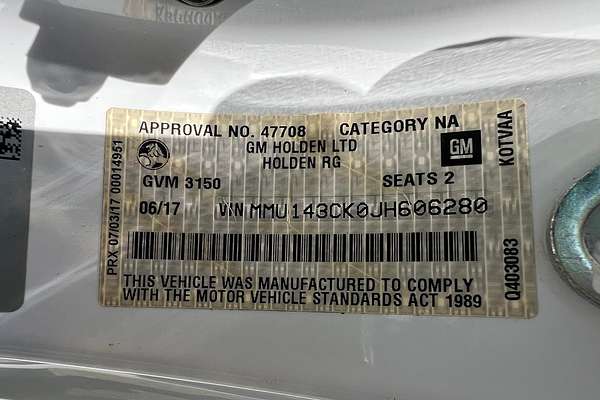 APPROVAL NO. 47708 CATEGORY NA
GM HOLDEN LTD
HOLDEN RG
GM
GVM 3150 SEATS 2
06/17 VIN MMU143CK0JH606280
THIS VEHICLE WAS MANUFACTURED TO COMPLY
WITH THE MOTOR VEHICLE STANDARDS ACT 1989
PRX 07/03/17 00014951
Q403083
KOTVAA